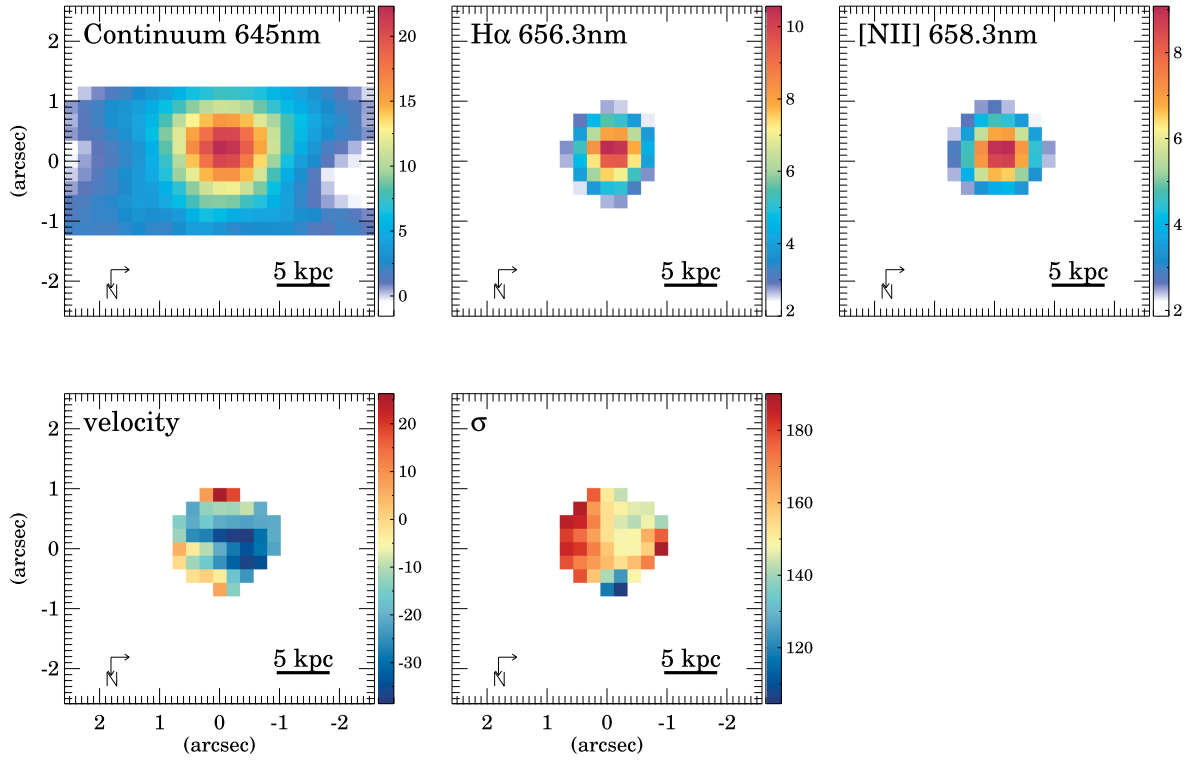 Continuum 645nm
Hα 656.3nm
[NII] 658.3nm
2
1
0
-1
-2
(arcsec)
N
5 kpc
20
15
10
5
0
N
5 kpc
10
8
6
4
2
N
5 kpc
8
6
4
2
velocity
σ
2
1
0
-1
-2
(arcsec)
N
5 kpc
20
10
0
-10
-20
-30
N
5 kpc
180
160
140
120
2 1 0 -1 -2
(arcsec)
2 1 0 -1 -2
(arcsec)